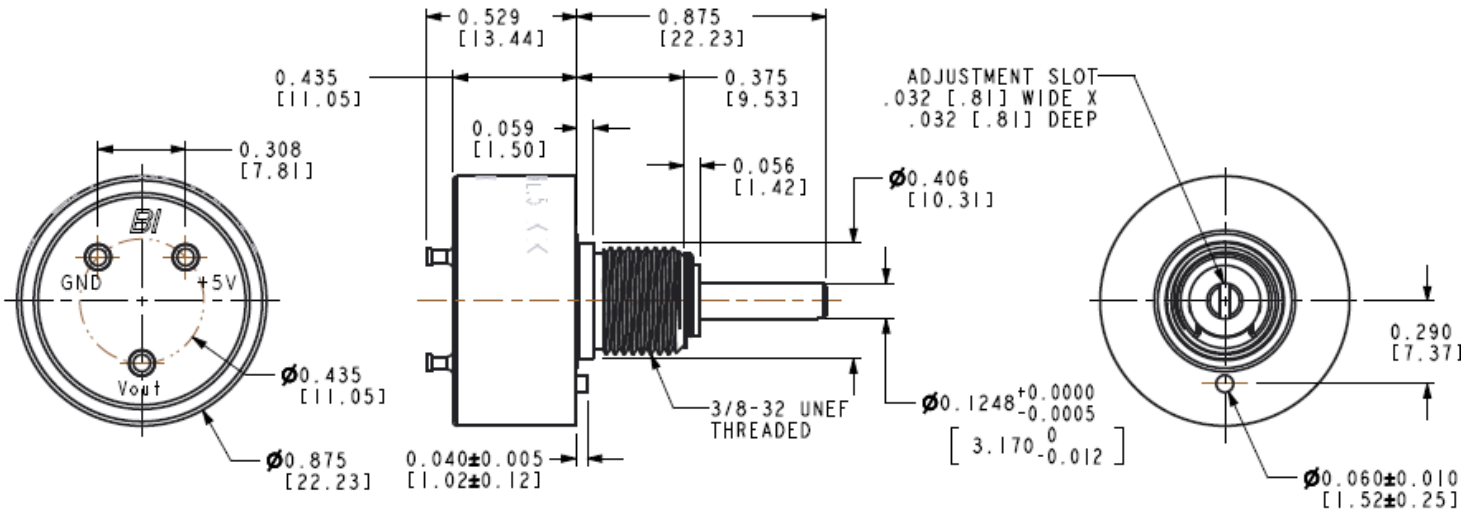 0.529
[13.44]
0.875
[22.23]
0.435
[11.05]
0.375
[9.53]
ADJUSTMENT SLOT
.032 [.81] WIDE X
.032 [.81] DEEP
0.059
[1.50]
0.308
[7.81]
0.056
[1.42]
Ø0.406
[10.31]
BI
GND
+5V
Vout
0.290
[7.37]
Ø0.435
[11.05]
Ø0.1248 +0.0000
-0.0005
[3.170 0
-0.012]
3/8-32 UNEF
THREADED
Ø0.875
[22.23]
0.040±0.005
[1.02±0.12]
Ø0.060±0.010
[1.52±0.25]